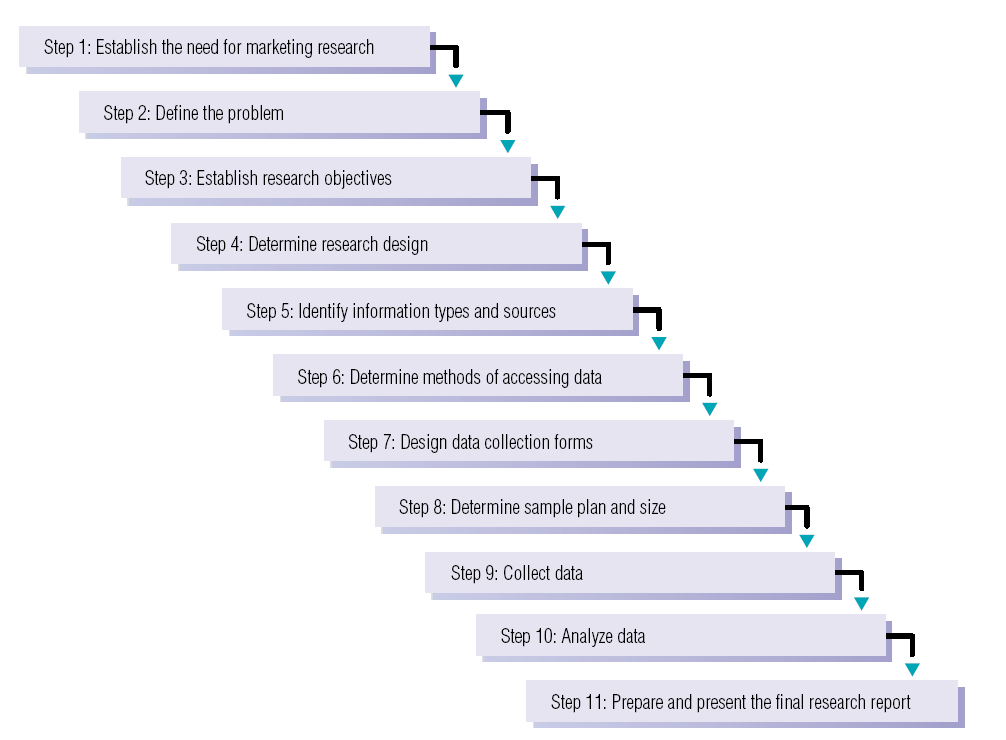 Step 1: Establish the need for marketing research
Step 2: Define the problem
Step 3: Establish research objectives
Step 4: Determine research design
Step 5: Identify information types and sources
Step 6: Determine methods of accessing data
Step 7: Design data collection forms
Step 8: Determine sample plan and size
Step 9: Collect data
Step 10: Analyze data
Step 11: Prepare and present the final research report